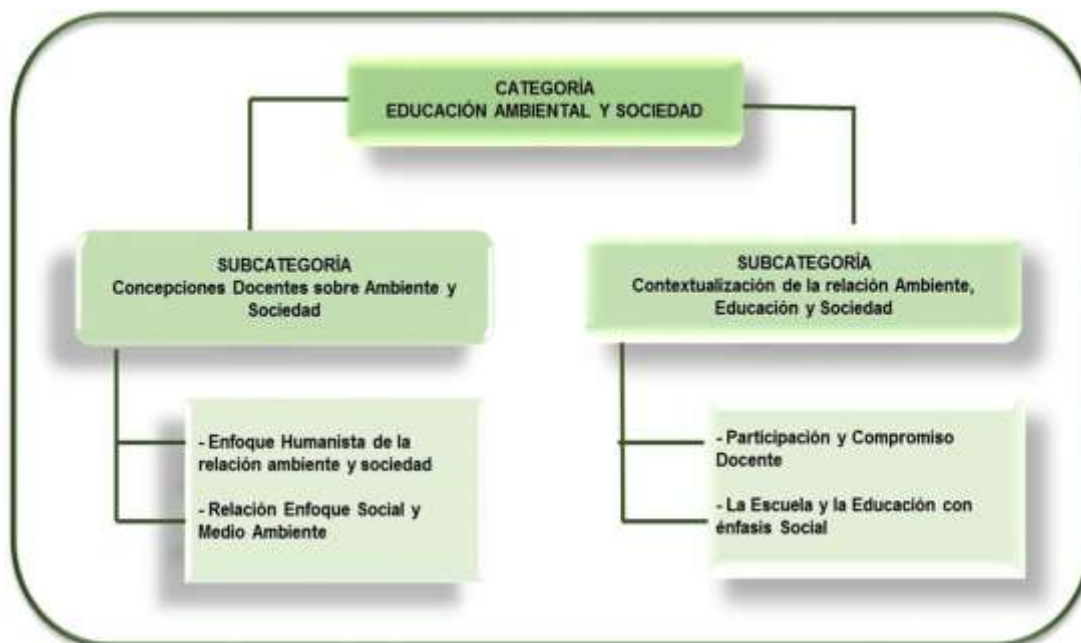 CATEGORÍA
EDUCACIÓN AMBIENTAL Y SOCIEDAD
SUBCATEGORÍA
Concepciones Docentes sobre Ambiente y
Sociedad
SUBCATEGORÍA
Contextualización de la relación Ambiente,
Educación y Sociedad
- Enfoque Humanista de la
relación ambiente y sociedad
- Relación Enfoque Social y
Medio Ambiente
- Participación y Compromiso
Docente
- La Escuela y la Educación con
énfasis Social